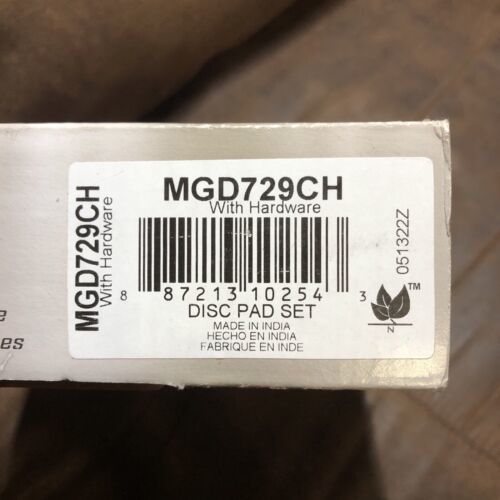 MGD729CH
With Hardware
MGD729CH
With Hardware
8 87213 10254 3
DISC PAD SET
MADE IN INDIA
HECHO EN INDIA
FABRIQUE EN INDE
051322Z
TM
N
e
es